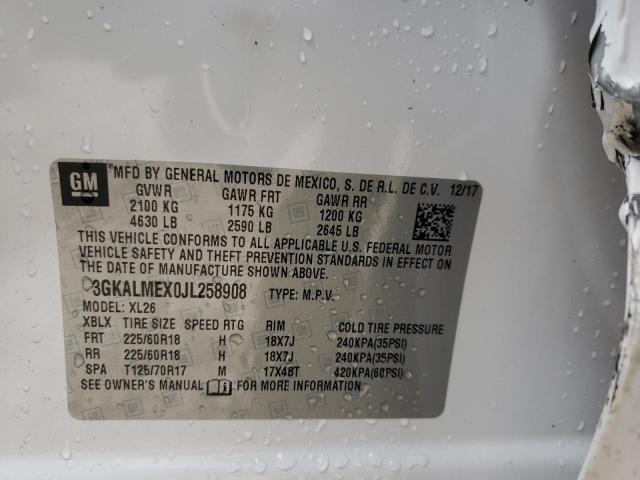 GM
MFD BY GENERAL MOTORS DE MEXICO, S. DE R.L. DE C.V. 12/17
GVWR GAWR FRT GAWR RR
2100 KG 1175 KG 1200 KG
4630 LB 2590 LB 2645 LB
THIS VEHICLE CONFORMS TO ALL APPLICABLE U.S. FEDERAL MOTOR
VEHICLE SAFETY AND THEFT PREVENTION STANDARDS IN EFFECT ON
THE DATE OF MANUFACTURE SHOWN ABOVE.
3GKALMEX0JL258908 TYPE: M.P.V.
MODEL: XL26
XBLX TIRE SIZE SPEED RTG RIM COLD TIRE PRESSURE
FRT 225/60R18 H 18X7J 240KPA(35PSI)
RR 225/60R18 H 18X7J 240KPA(35PSI)
SPA T125/70R17 M 17X4BT 420KPA(60PSI)
SEE OWNER'S MANUAL FOR MORE INFORMATION.